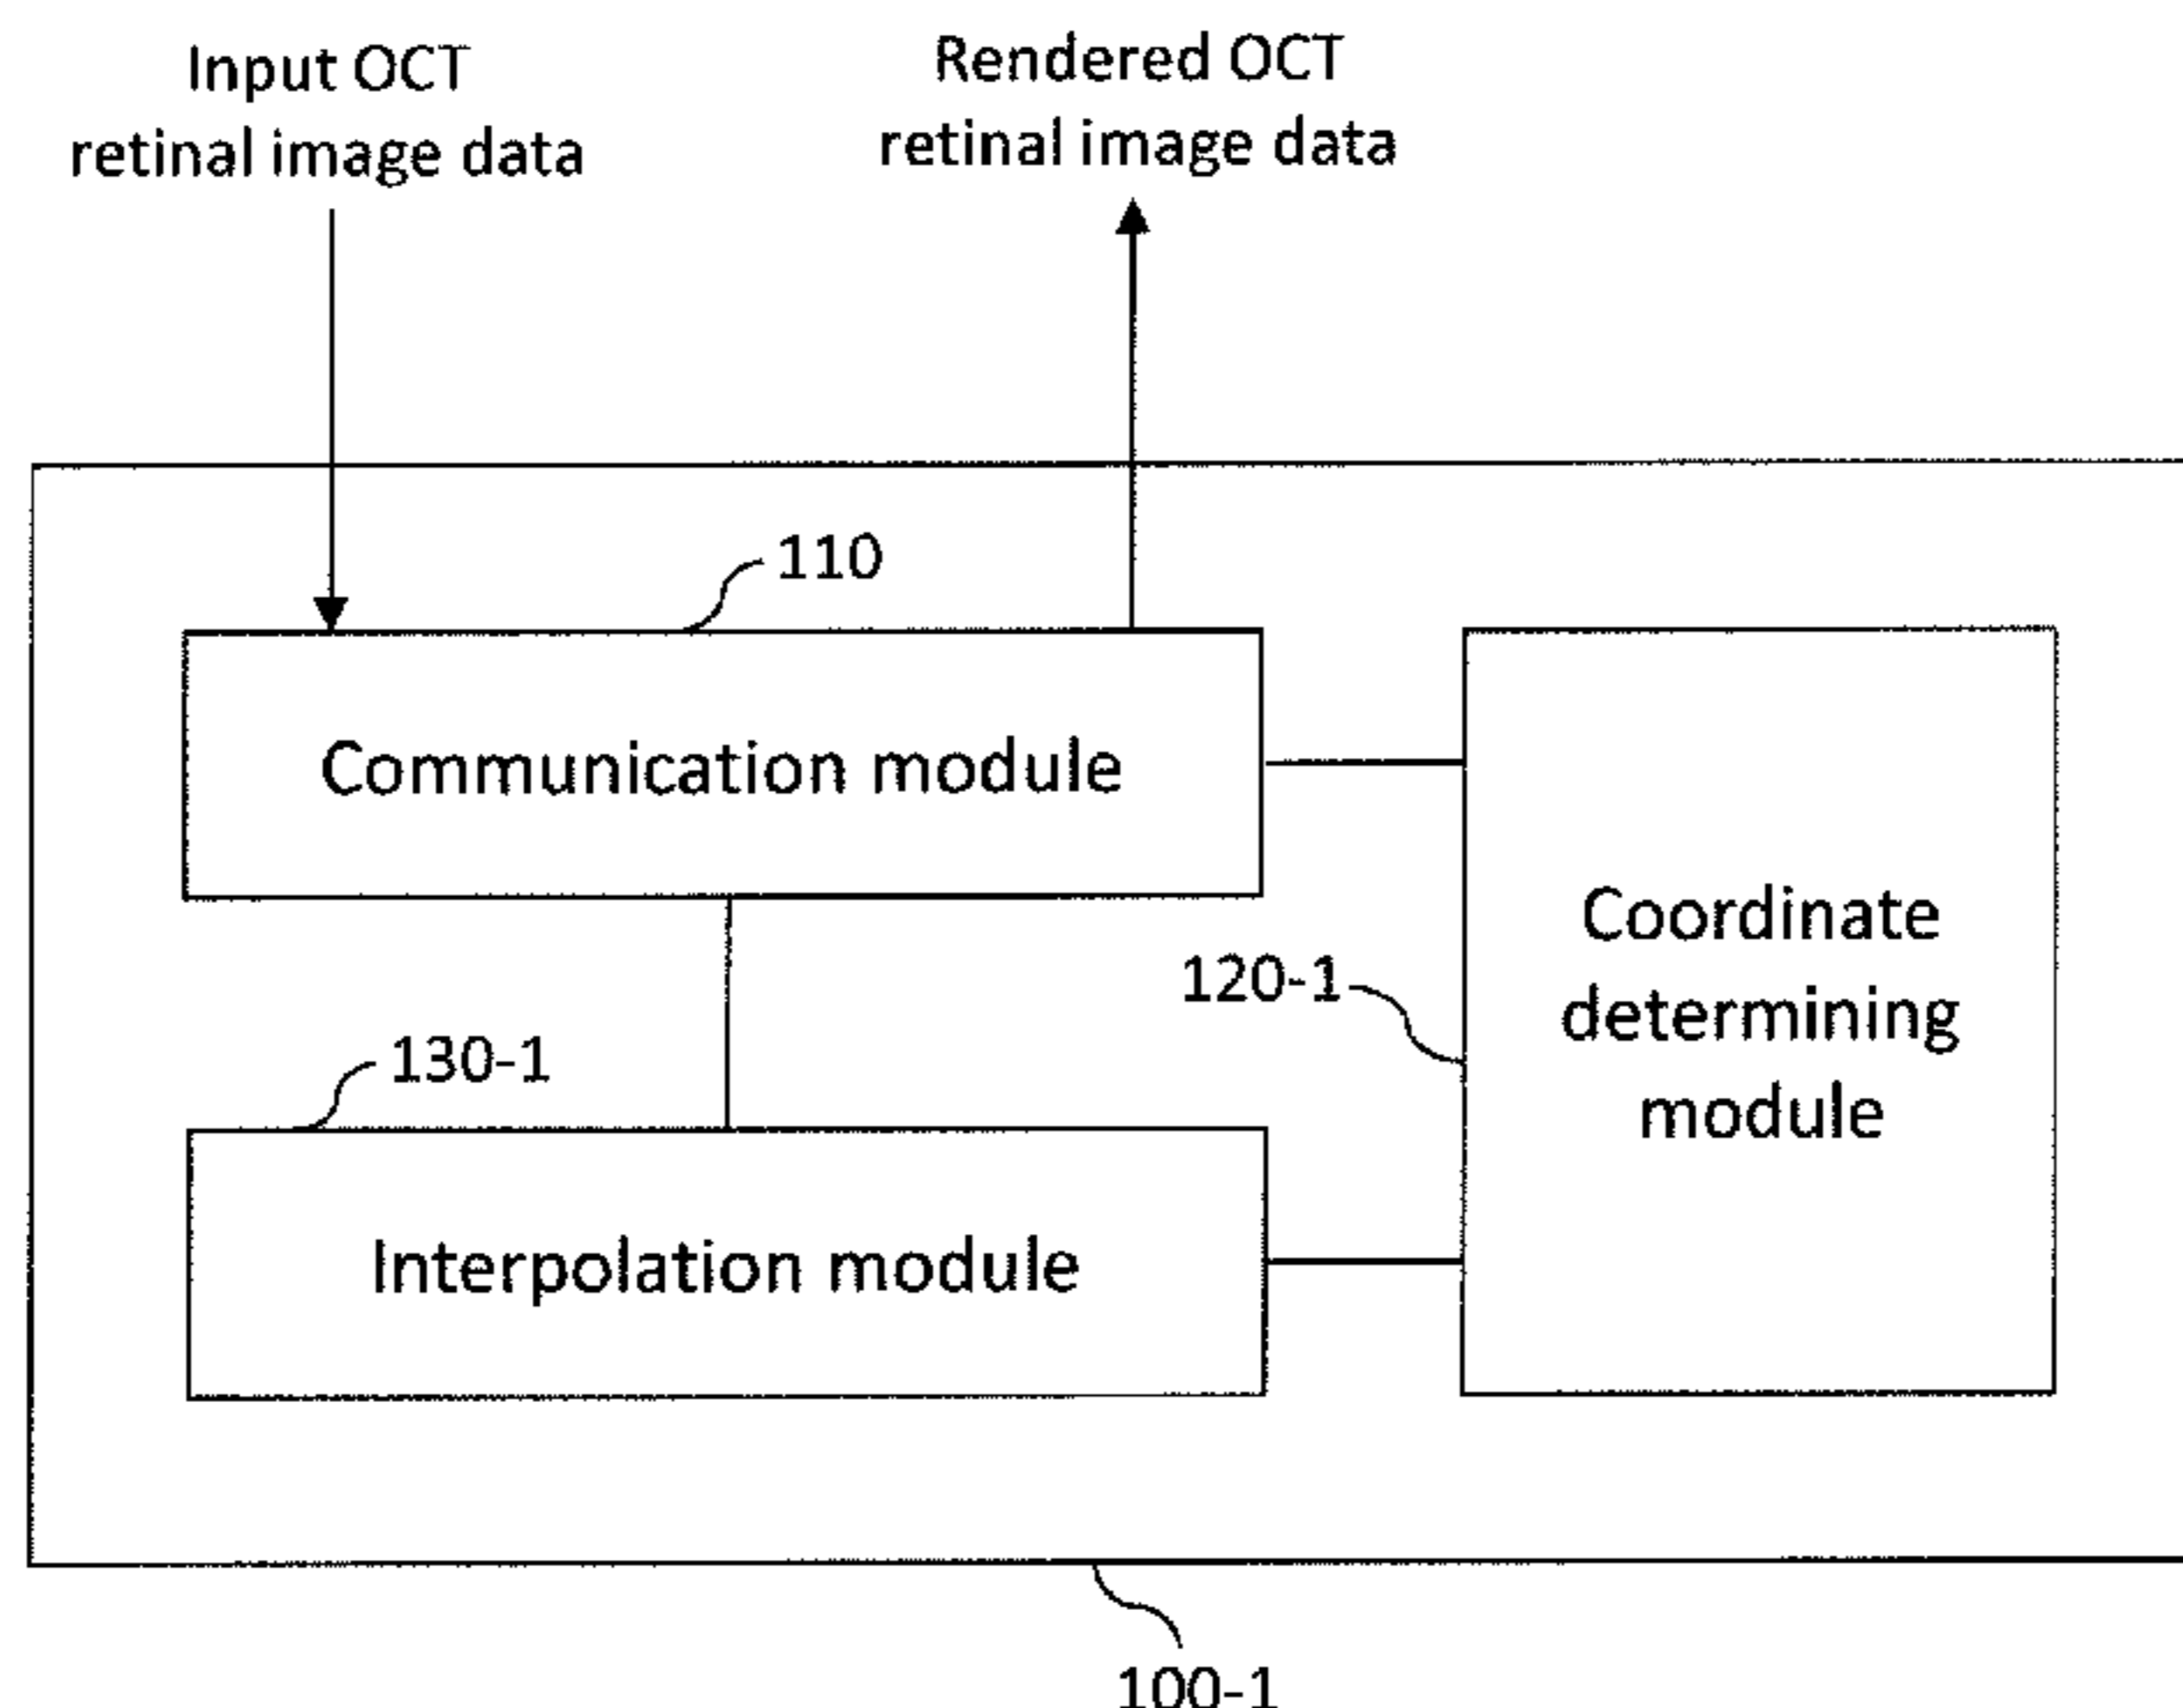 Input OCT
retinal image data
Rendered OCT
retinal image data
110
Communication module
120-1
Coordinate
determining
module
130-1
Interpolation module
100-1